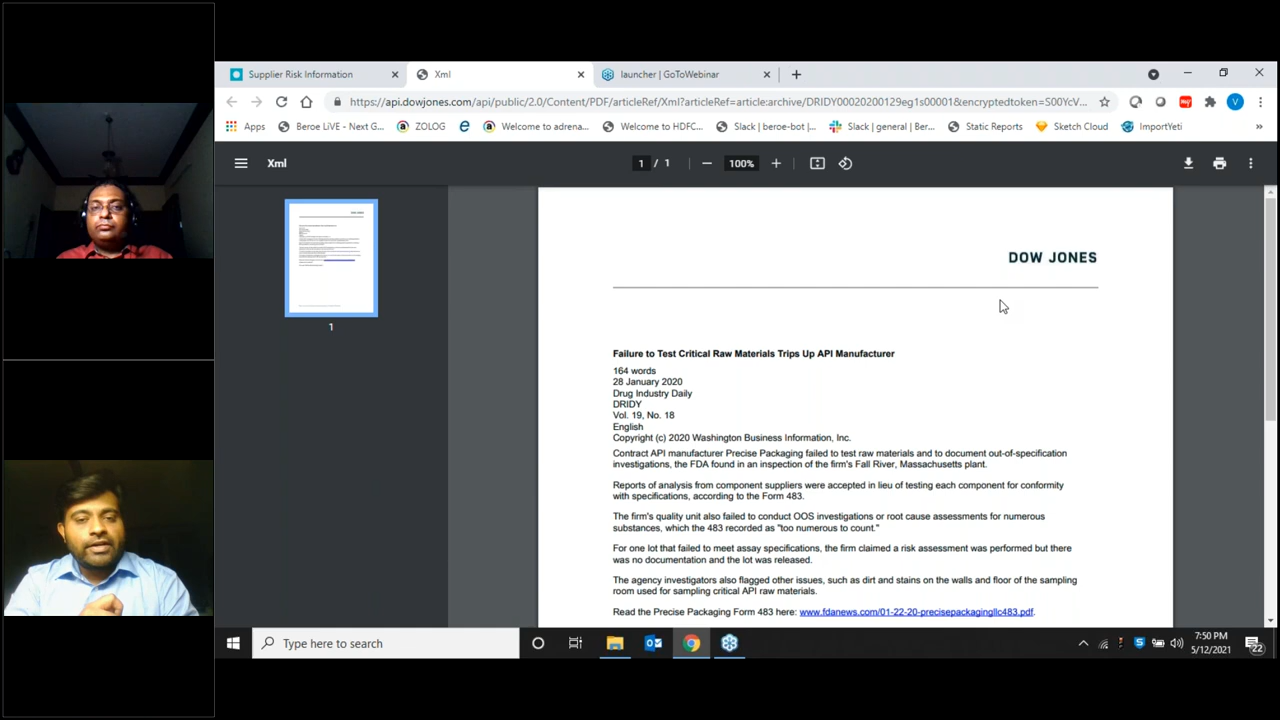 Supplier Risk Information
Xml
launcher | GoToWebinar
https://api.dowjones.com/api/public/2.0/Content/PDF/articleRef/Xml?articleRef=article:archive/DRIDY00020200129eg1s00001&encryptedtoken=S00YcV...
V
Apps
Beroe LiVE - Next G...
ZOLOG
Welcome to adrena...
Welcome to HDFC...
Slack | beroe-bot |...
Slack | general | Ber...
Static Reports
Sketch Cloud
ImportYeti
»
Xml
1 / 1
100%
1
DOW JONES
Failure to Test Critical Raw Materials Trips Up API Manufacturer
164 words
28 January 2020
Drug Industry Daily
DRIDY
Vol. 19, No. 18
English
Copyright (c) 2020 Washington Business Information, Inc.
Contract API manufacturer Precise Packaging failed to test raw materials and to document out-of-specification
investigations, the FDA found in an inspection of the firm's Fall River, Massachusetts plant.
Reports of analysis from component suppliers were accepted in lieu of testing each component for conformity
with specifications, according to the Form 483.
The firm's quality unit also failed to conduct OOS investigations or root cause assessments for numerous
substances, which the 483 recorded as "too numerous to count."
For one lot that failed to meet assay specifications, the firm claimed a risk assessment was performed but there
was no documentation and the lot was released.
The agency investigators also flagged other issues, such as dirt and stains on the walls and floor of the sampling
room used for sampling critical API raw materials.
Read the Precise Packaging Form 483 here: www.fdanews.com/01-22-20-precisepackagingllc483.pdf.
Type here to search
7:50 PM
5/12/2021
22